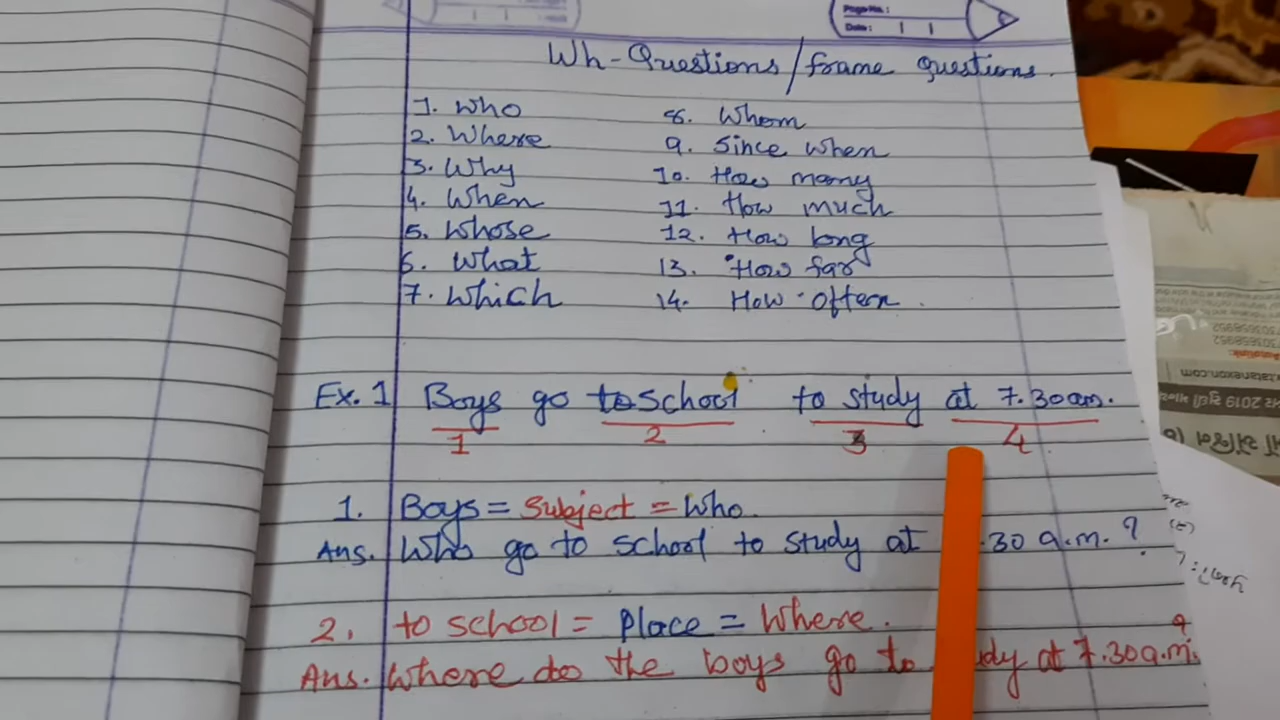 Page No.:
Date:
Wh-Questions/frame questions.
1. Who
2. Where
3. Why
4. When
5. Whose
6. What
7. Which
8. Whom
9. Since when
10. How many
11. How much
12. How long
13. How far
14. How often.
Ex. 1 Boys go to school to study at 7.30am.
1 2 3 4
1. Boys = Subject = Who.
Ans. Who go to school to study at .30 a.m. ?
2. to school = Place = Where.
Ans. Where do the boys go to dy at 7.30a.m. ?